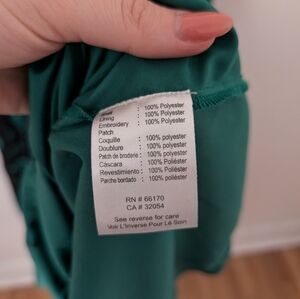 Shell : 100% Polyester
Lining : 100% Polyester
Embroidery : 100% Polyester
Patch
Coquille : 100% polyester
Doublure : 100% polyester
Patch de broderie : 100% polyester
Cáscara : 100% Poliéster
Revestimiento : 100% Poliéster
Parche bordado : 100% poliéster
RN # 66170
CA # 32054
See reverse for care
Voir L'Inverse Pour Le Soin